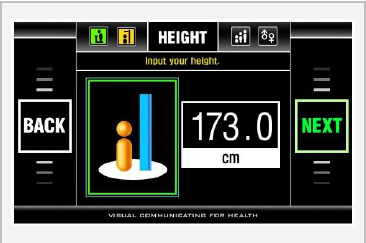 HEIGHT
Input your height.
BACK
173.0
cm
NEXT
VISUAL COMMUNICATING FOR HEALTH